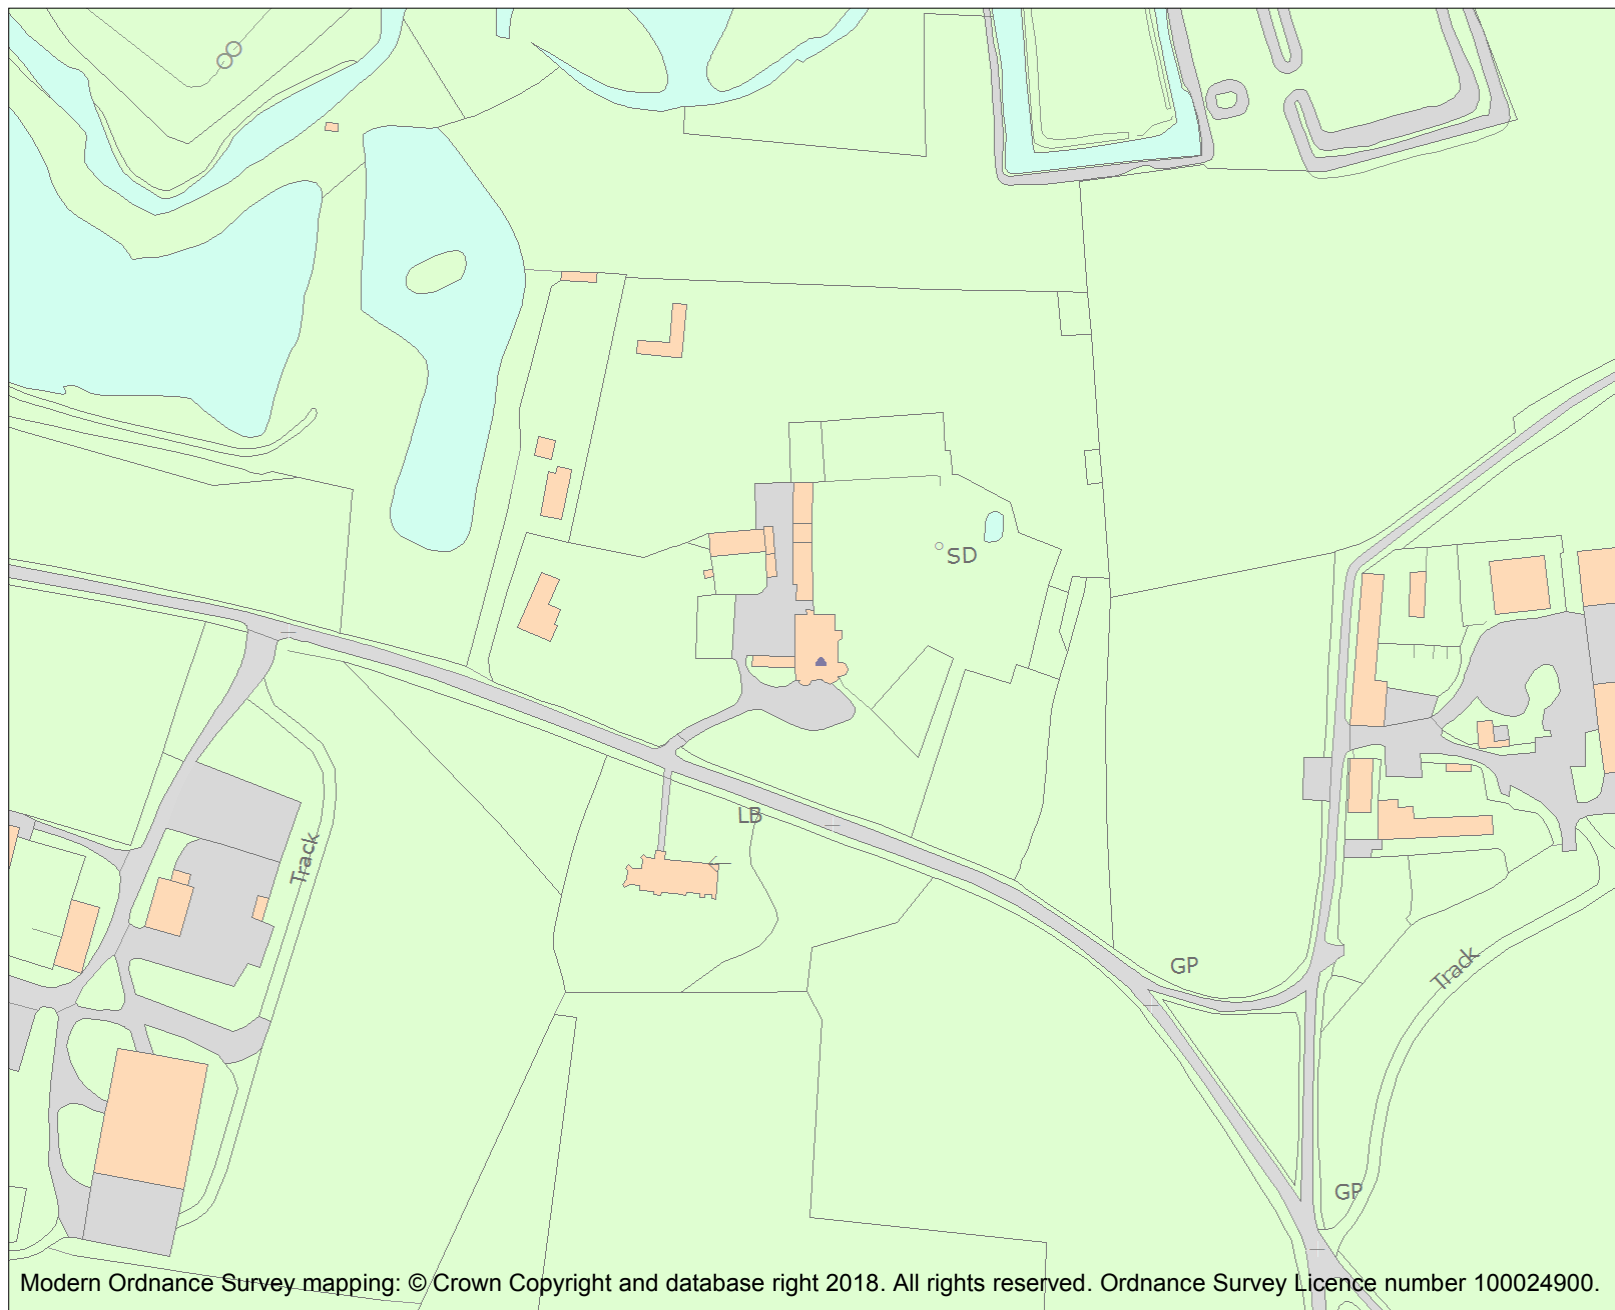 SD
LB
Track
GP
Track
GP
Modern Ordnance Survey mapping: © Crown Copyright and database right 2018. All rights reserved. Ordnance Survey Licence number 100024900.